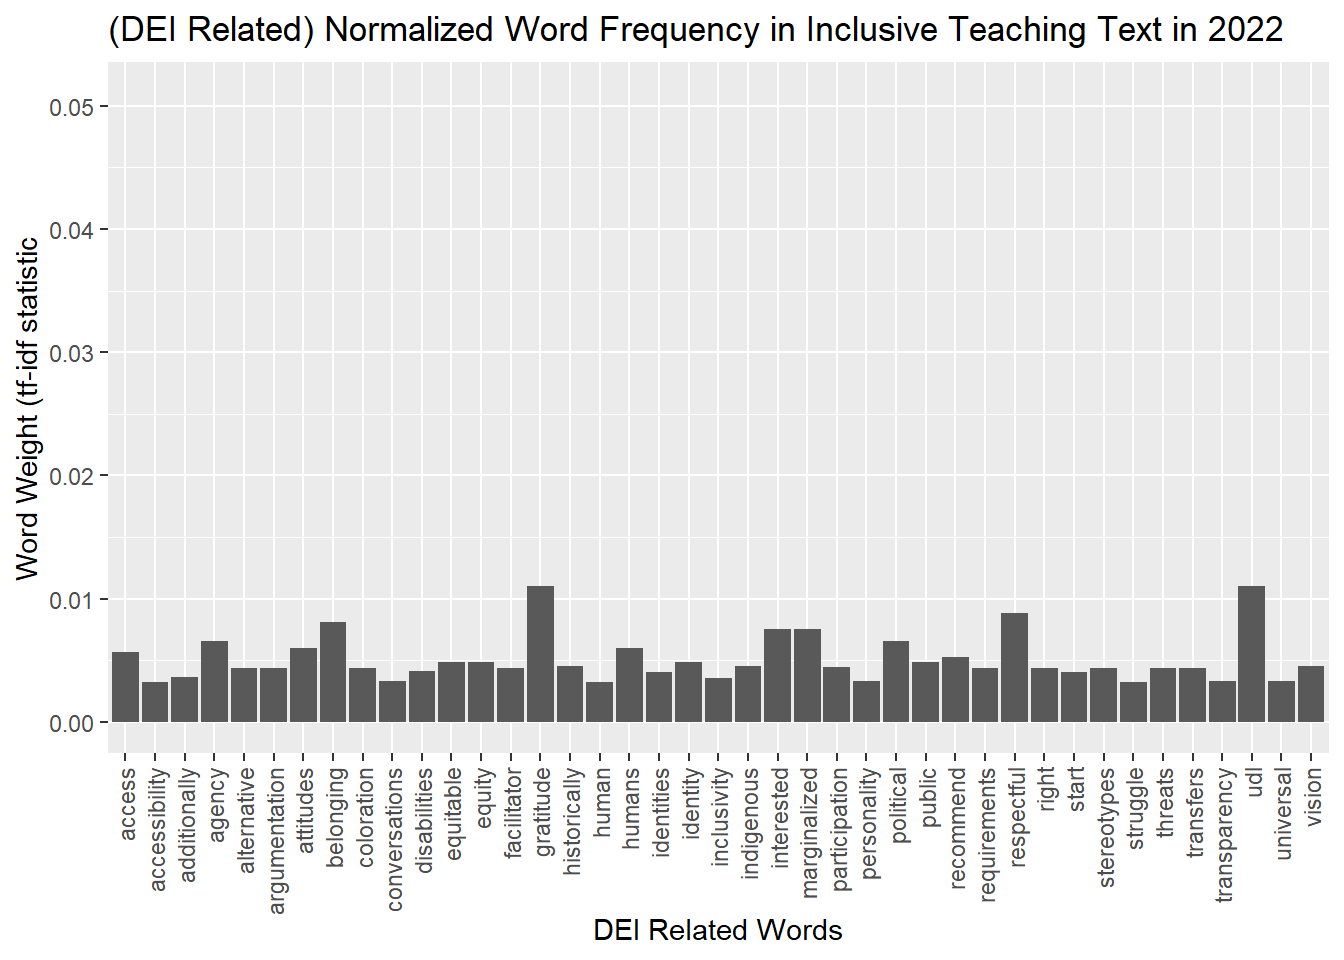 (DEI Related) Normalized Word Frequency in Inclusive Teaching Text in 2022
Word Weight (tf-idf statistic
0.05
0.04
0.03
0.02
0.01
0.00
access
accessibility
additionally
agency
alternative
argumentation
attitudes
belonging
coloration
conversations
disabilities
equitable
equity
facilitator
gratitude
historically
human
humans
identities
identity
inclusivity
indigenous
interested
marginalized
participation
personality
political
public
recommend
requirements
respectful
right
start
stereotypes
struggle
threats
transfers
transparency
udl
universal
vision
DEI Related Words